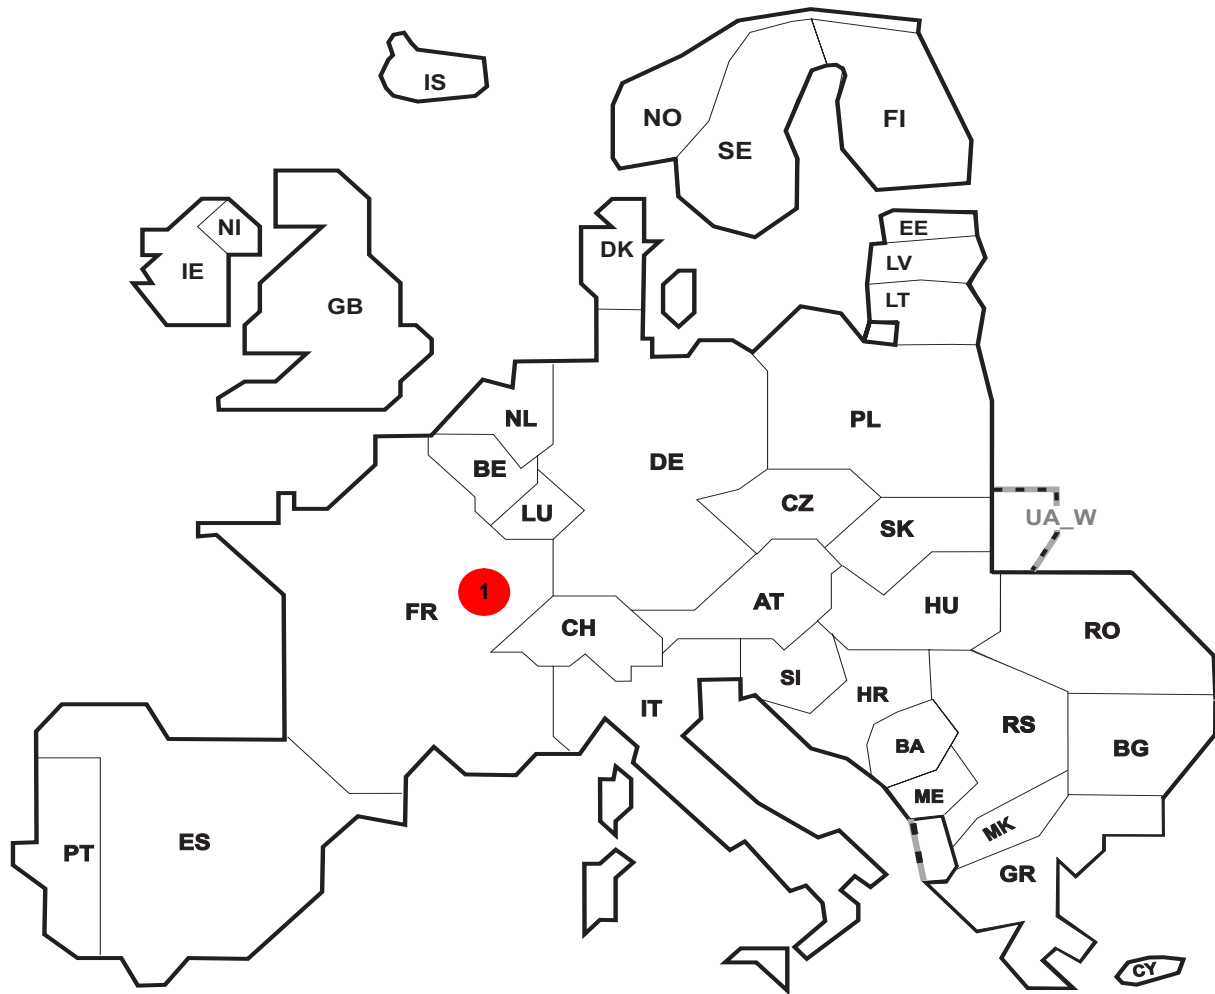 IS
NO
FI
SE
NI
EE
DK
LV
IE
LT
GB
NL
PL
DE
BE
CZ
LU
UA_W
SK
1
AT
HU
FR
CH
RO
SI
HR
IT
RS
BA
BG
ME
MK
ES
PT
GR
CY